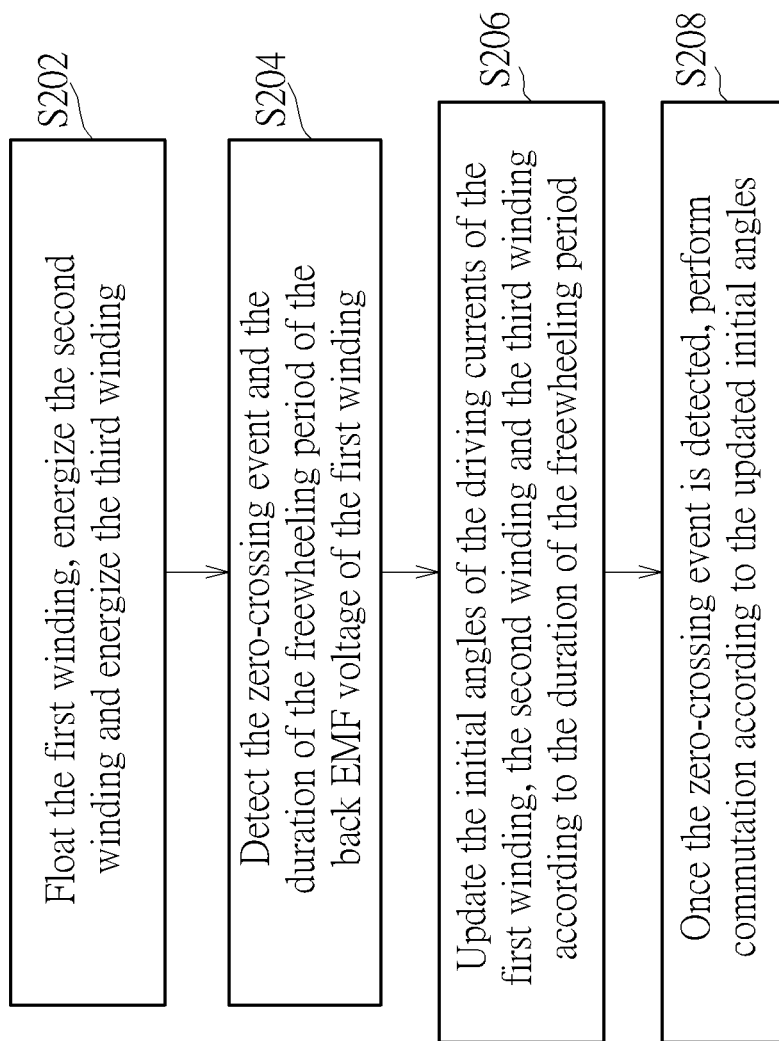 S202
Float the first winding, energize the second
winding and energize the third winding
S204
Detect the zero-crossing event and the
duration of the freewheeling period of the
back EMF voltage of the first winding
S206
Update the initial angles of the driving currents of the
first winding, the second winding and the third winding
according to the duration of the freewheeling period
S208
Once the zero-crossing event is detected, perform
commutation according to the updated initial angles